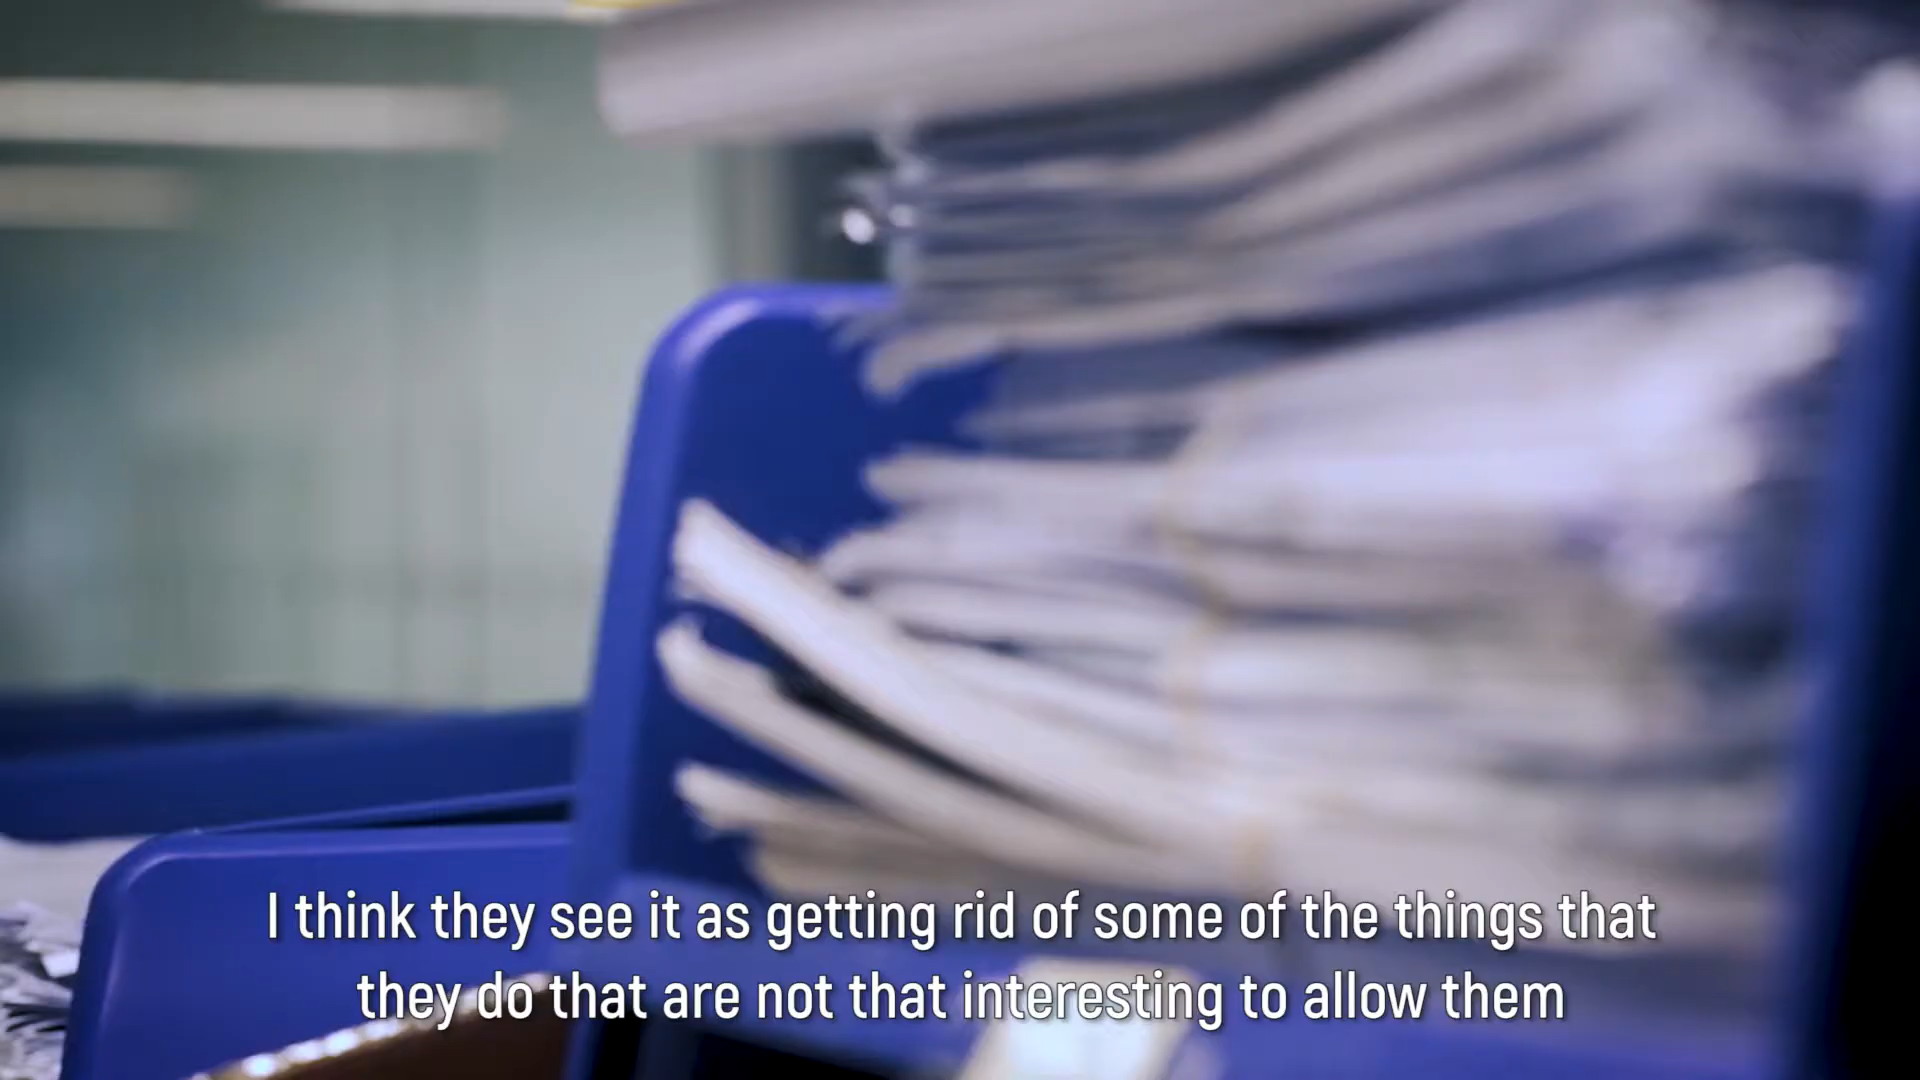 I think they see it as getting rid of some of the things that
they do that are not that interesting to allow them